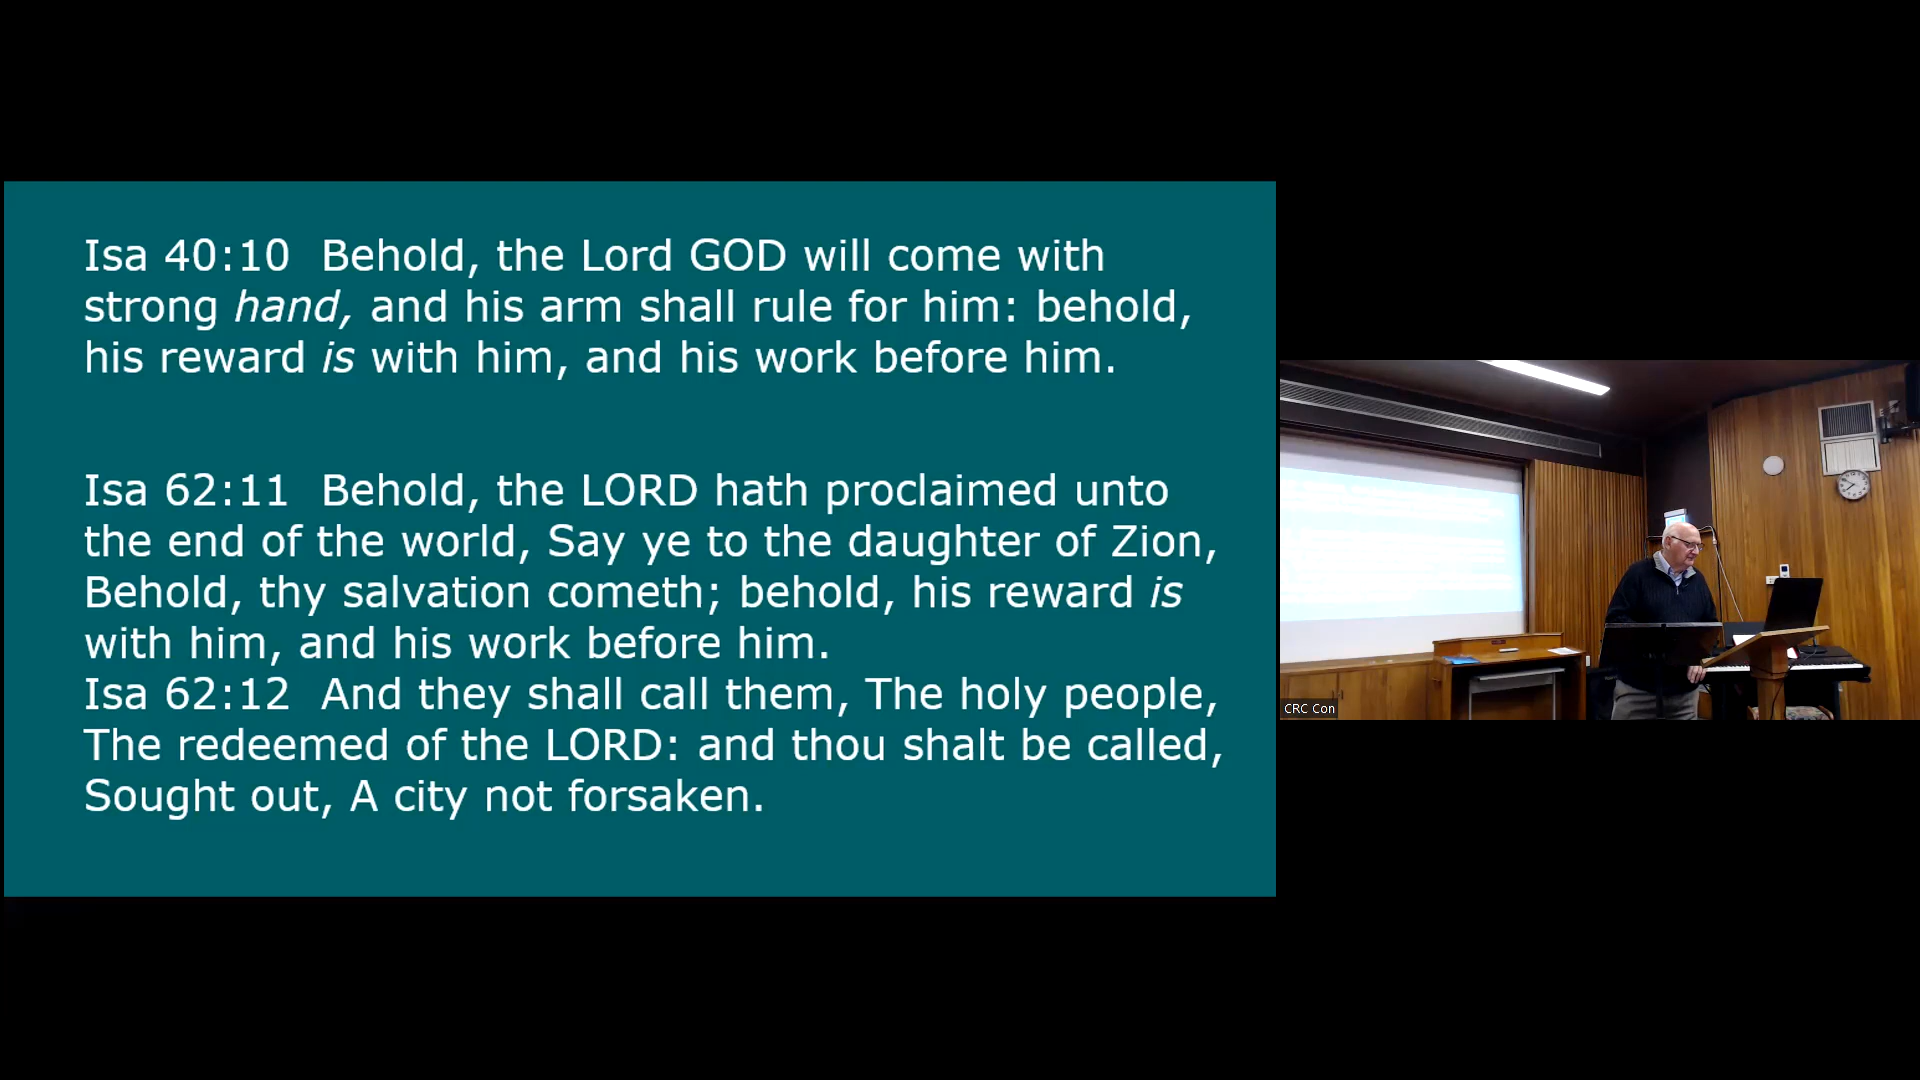 Isa 40:10 Behold, the Lord GOD will come with
strong hand, and his arm shall rule for him: behold,
his reward is with him, and his work before him.
Isa 62:11 Behold, the LORD hath proclaimed unto
the end of the world, Say ye to the daughter of Zion,
Behold, thy salvation cometh; behold, his reward is
with him, and his work before him.
Isa 62:12 And they shall call them, The holy people,
The redeemed of the LORD: and thou shalt be called,
Sought out, A city not forsaken.
CRC Con